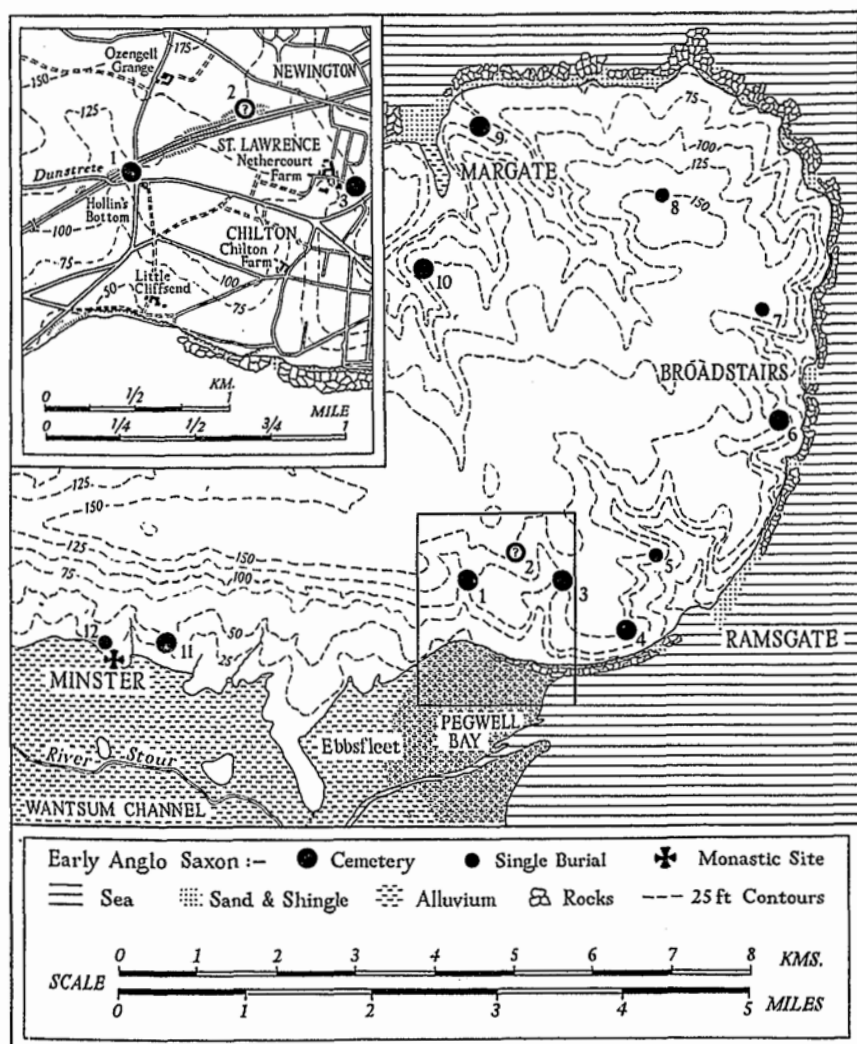 Ozengell
Grange
175
NEWINGTON
150
125
2
?
ST. LAWRENCE
Nethercourt
Farm
1
Dunstrete
3
Hollin's
Bottom
100
CHILTON
Chilton
Farm
75
100
50
Little
Cliffsend
75
KM.
0 1/2 1
MILE
0 1/4 1/2 3/4 1
75
100
125
150
9
MARGATE
8
10
7
BROADSTAIRS
6
125
150
125
150
75
100
?
2
5
1
3
50
12
11
25
4
RAMSGATE
MINSTER
PEGWELL
BAY
Ebbsfleet
River Stour
WANTSUM CHANNEL
Early Anglo Saxon :– Cemetery Single Burial Monastic Site
Sea Sand & Shingle Alluvium Rocks 25 ft Contours
0 1 2 3 4 5 6 7 8 KMS.
SCALE
0 1 2 3 4 5 MILES